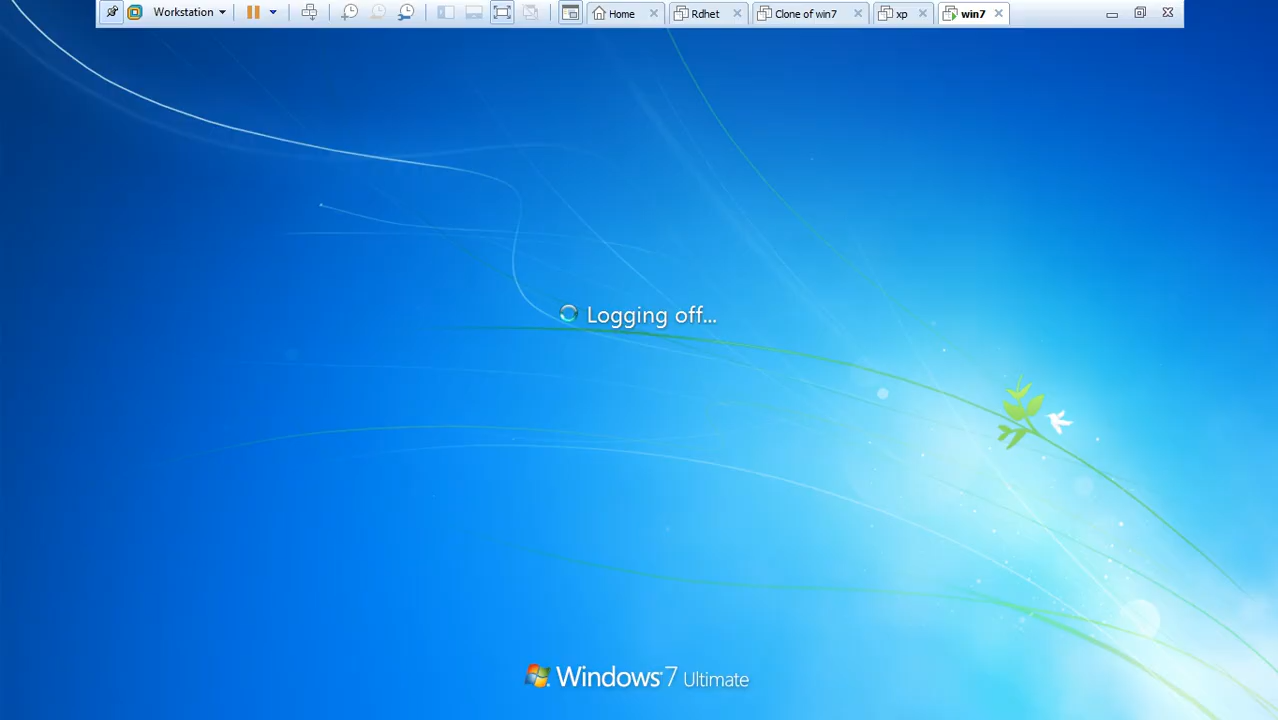 Workstation Home Rdhet Clone of win7 xp win7
Logging off...
Windows 7 Ultimate